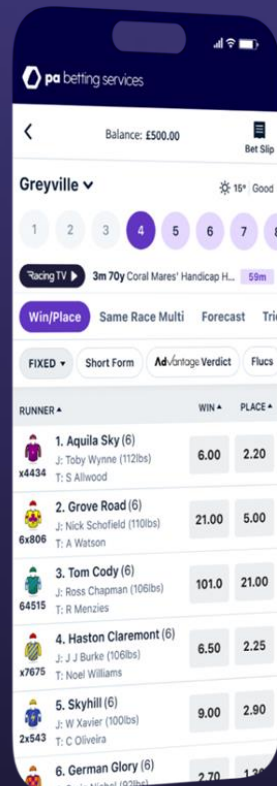 pa betting services
Balance: £500.00
Bet Slip
Greyville
15° Good
1 2 3 4 5 6 7 8
Racing TV 3m 70y Coral Mares' Handicap H... 59m
Win/Place Same Race Multi Forecast Tri
FIXED Short Form Advantage Verdict Flucs
RUNNER WIN PLACE
1. Aquila Sky (6)
J: Toby Wynne (112lbs)
x4434 T: S Allwood
6.00 2.20
2. Grove Road (6)
J: Nick Schofield (110lbs)
6x806 T: A Watson
21.00 5.00
3. Tom Cody (6)
J: Ross Chapman (106lbs)
64515 T: R Menzies
101.0 21.00
4. Haston Claremont (6)
J: J J Burke (106lbs)
x7675 T: Noel Williams
6.50 2.25
5. Skyhill (6)
J: W Xavier (100lbs)
2x543 T: C Oliveira
9.00 2.90
6. German Glory (6)
2.70